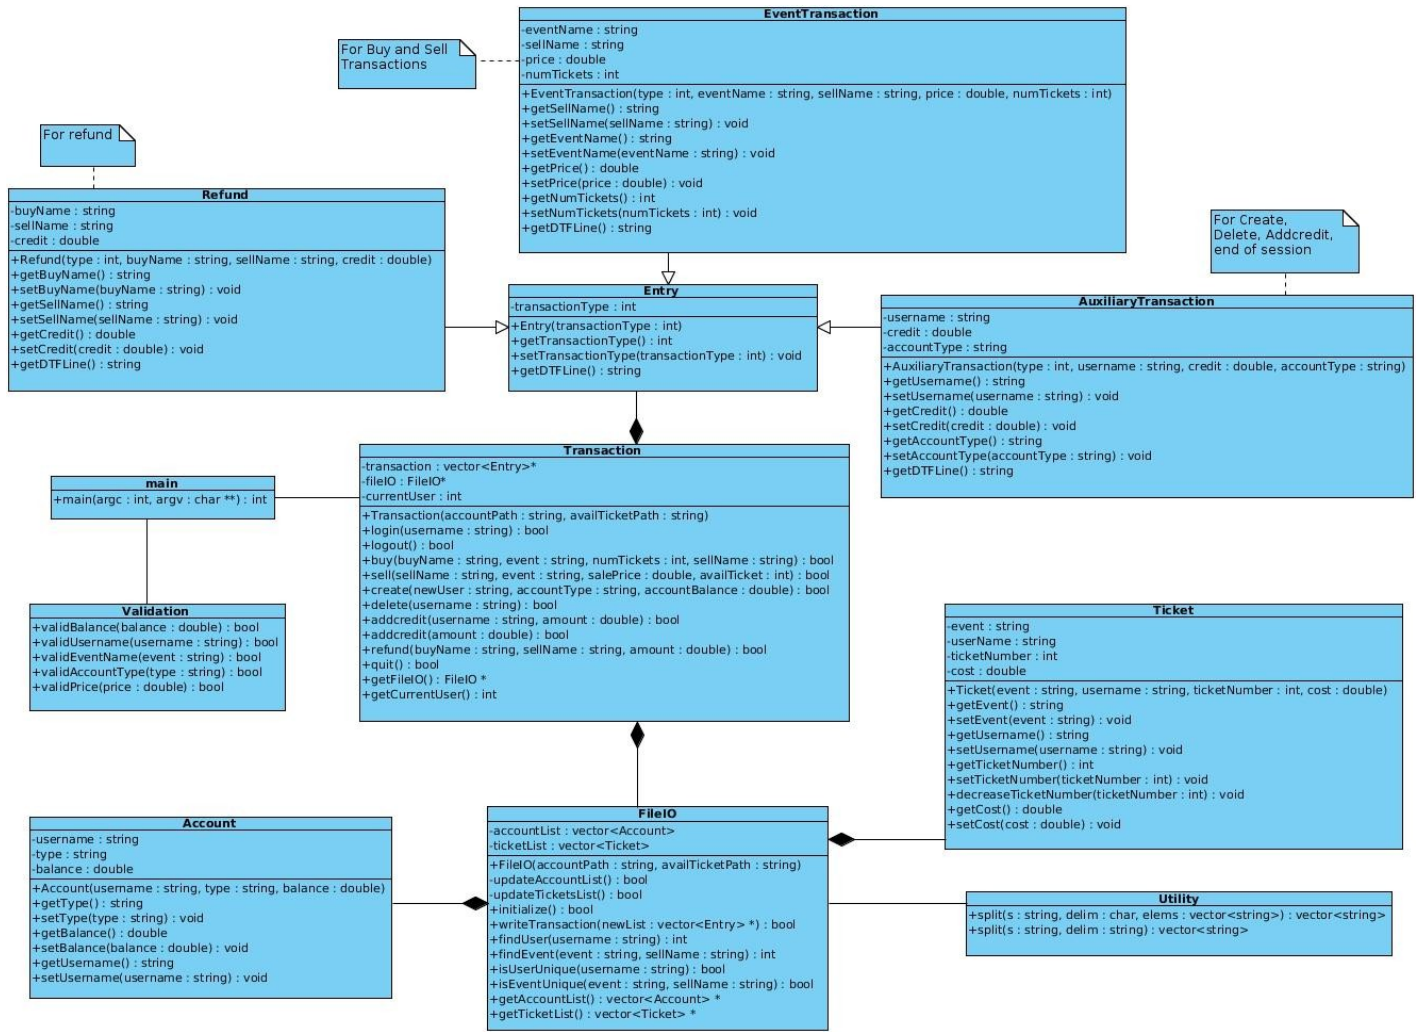 EventTransaction
-eventName : string
-sellName : string
-price : double
-numTickets : int
+EventTransaction(type : int, eventName : string, sellName : string, price : double, numTickets : int)
+getSellName() : string
+setSellName(sellName : string) : void
+getEventName() : string
+setEventName(eventName : string) : void
+getPrice() : double
+setPrice(price : double) : void
+getNumTickets() : int
+setNumTickets(numTickets : int) : void
+getDTFLine() : string
For Buy and Sell
Transactions
For refund
Refund
-buyName : string
-sellName : string
-credit : double
+Refund(type : int, buyName : string, sellName : string, credit : double)
+getBuyName() : string
+setBuyName(buyName : string) : void
+getSellName() : string
+setSellName(sellName : string) : void
+getCredit() : double
+setCredit(credit : double) : void
+getDTFLine() : string
Entry
-transactionType : int
+Entry(transactionType : int)
+getTransactionType() : int
+setTransactionType(transactionType : int) : void
+getDTFLine() : string
For Create,
Delete, Addcredit,
end of session
AuxiliaryTransaction
-username : string
-credit : double
-accountType : string
+AuxiliaryTransaction(type : int, username : string, credit : double, accountType : string)
+getUsername() : string
+setUsername(username : string) : void
+getCredit() : double
+setCredit(credit : double) : void
+getAccountType() : string
+setAccountType(accountType : string) : void
+getDTFLine() : string
main
+main(argc : int, argv : char **) : int
Transaction
-transaction : vector<Entry>*
-fileIO : FileIO*
-currentUser : int
+Transaction(accountPath : string, availTicketPath : string)
+login(username : string) : bool
+logout() : bool
+buy(buyName : string, event : string, numTickets : int, sellName : string) : bool
+sell(sellName : string, event : string, salePrice : double, availTicket : int) : bool
+create(newUser : string, accountType : string, accountBalance : double) : bool
+delete(username : string) : bool
+addcredit(username : string, amount : double) : bool
+addcredit(amount : double) : bool
+refund(buyName : string, sellName : string, amount : double) : bool
+quit() : bool
+getFileIO() : FileIO *
+getCurrentUser() : int
Validation
+validBalance(balance : double) : bool
+validUsername(username : string) : bool
+validEventName(event : string) : bool
+validAccountType(type : string) : bool
+validPrice(price : double) : bool
Ticket
-event : string
-userName : string
-ticketNumber : int
-cost : double
+Ticket(event : string, username : string, ticketNumber : int, cost : double)
+getEvent() : string
+setEvent(event : string) : void
+getUsername() : string
+setUsername(username : string) : void
+getTicketNumber() : int
+setTicketNumber(ticketNumber : int) : void
+decreaseTicketNumber(ticketNumber : int) : void
+getCost() : double
+setCost(cost : double) : void
Account
-username : string
-type : string
-balance : double
+Account(username : string, type : string, balance : double)
+getType() : string
+setType(type : string) : void
+getBalance() : double
+setBalance(balance : double) : void
+getUsername() : string
+setUsername(username : string) : void
FileIO
-accountList : vector<Account>
-ticketList : vector<Ticket>
+FileIO(accountPath : string, availTicketPath : string)
-updateAccountList() : bool
-updateTicketsList() : bool
+initialize() : bool
+writeTransaction(newList : vector<Entry> *) : bool
+findUser(username : string) : int
+findEvent(event : string, sellName : string) : int
+isUserUnique(username : string) : bool
+isEventUnique(event : string, sellName : string) : bool
+getAccountList() : vector<Account> *
+getTicketList() : vector<Ticket> *
Utility
+split(s : string, delim : char, elems : vector<string>) : vector<string>
+split(s : string, delim : string) : vector<string>